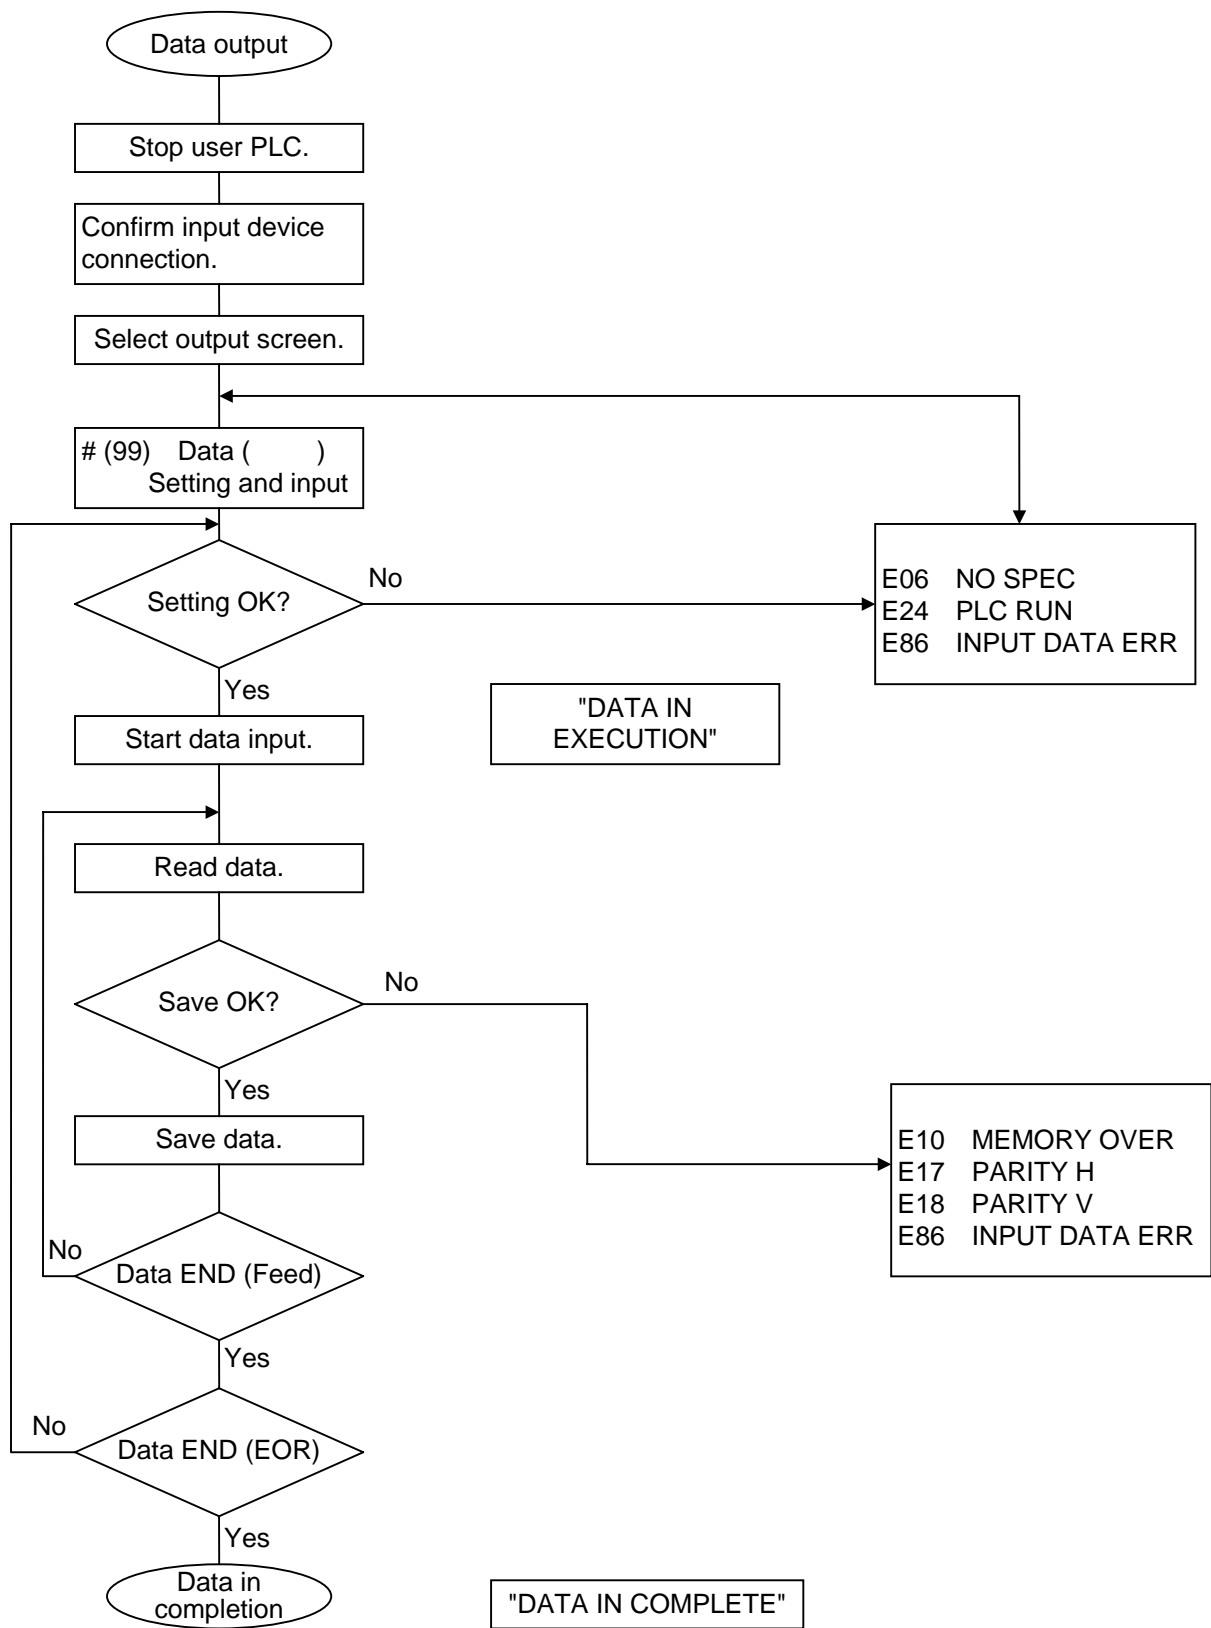 Data output
Stop user PLC.
Confirm input device
connection.
Select output screen.
# (99) Data ( )
Setting and input
Setting OK?
No
E06 NO SPEC
E24 PLC RUN
E86 INPUT DATA ERR
Yes
"DATA IN
EXECUTION"
Start data input.
Read data.
Save OK?
No
Yes
Save data.
E10 MEMORY OVER
E17 PARITY H
E18 PARITY V
E86 INPUT DATA ERR
No
Data END (Feed)
Yes
No
Data END (EOR)
Yes
Data in
completion
"DATA IN COMPLETE"